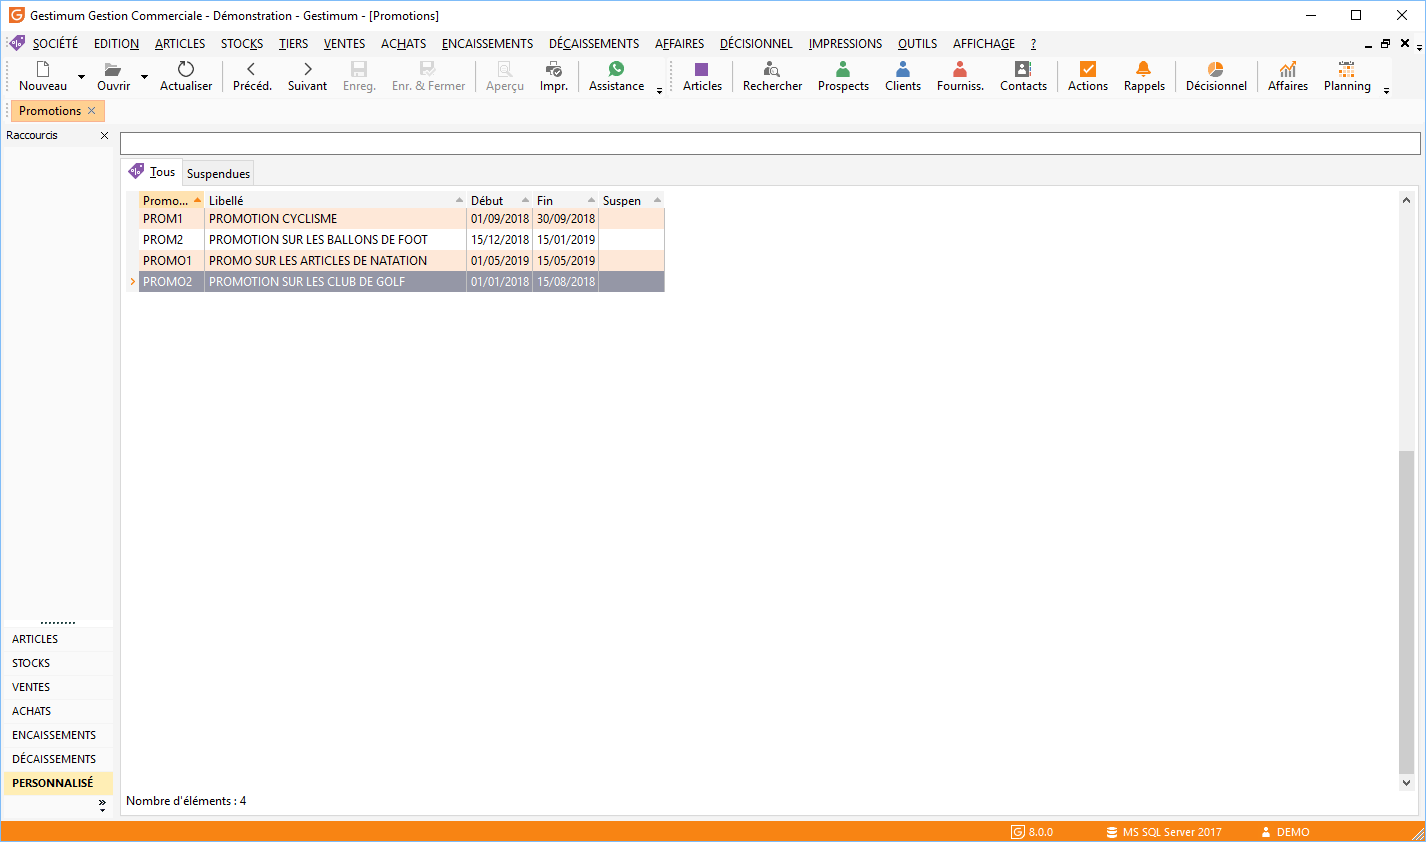 Gestimum Gestion Commerciale - Démonstration - Gestimum - [Promotions]
SOCIÉTÉ EDITION ARTICLES STOCKS TIERS VENTES ACHATS ENCAISSEMENTS DÉCAISSEMENTS AFFAIRES DÉCISIONNEL IMPRESSIONS OUTILS AFFICHAGE ?
Nouveau Ouvrir Actualiser Précéd. Suivant Enreg. Enr. & Fermer Aperçu Impr. Assistance Articles Rechercher Prospects Clients Fourniss. Contacts Actions Rappels Décisionnel Affaires Planning
Promotions
Raccourcis
Tous Suspendues
Promo... Libellé Début Fin Suspen
PROM1 PROMOTION CYCLISME 01/09/2018 30/09/2018
PROM2 PROMOTION SUR LES BALLONS DE FOOT 15/12/2018 15/01/2019
PROMO1 PROMO SUR LES ARTICLES DE NATATION 01/05/2019 15/05/2019
PROMO2 PROMOTION SUR LES CLUB DE GOLF 01/01/2018 15/08/2018
ARTICLES
STOCKS
VENTES
ACHATS
ENCAISSEMENTS
DÉCAISSEMENTS
PERSONNALISÉ
Nombre d'éléments : 4
8.0.0 MS SQL Server 2017 DEMO